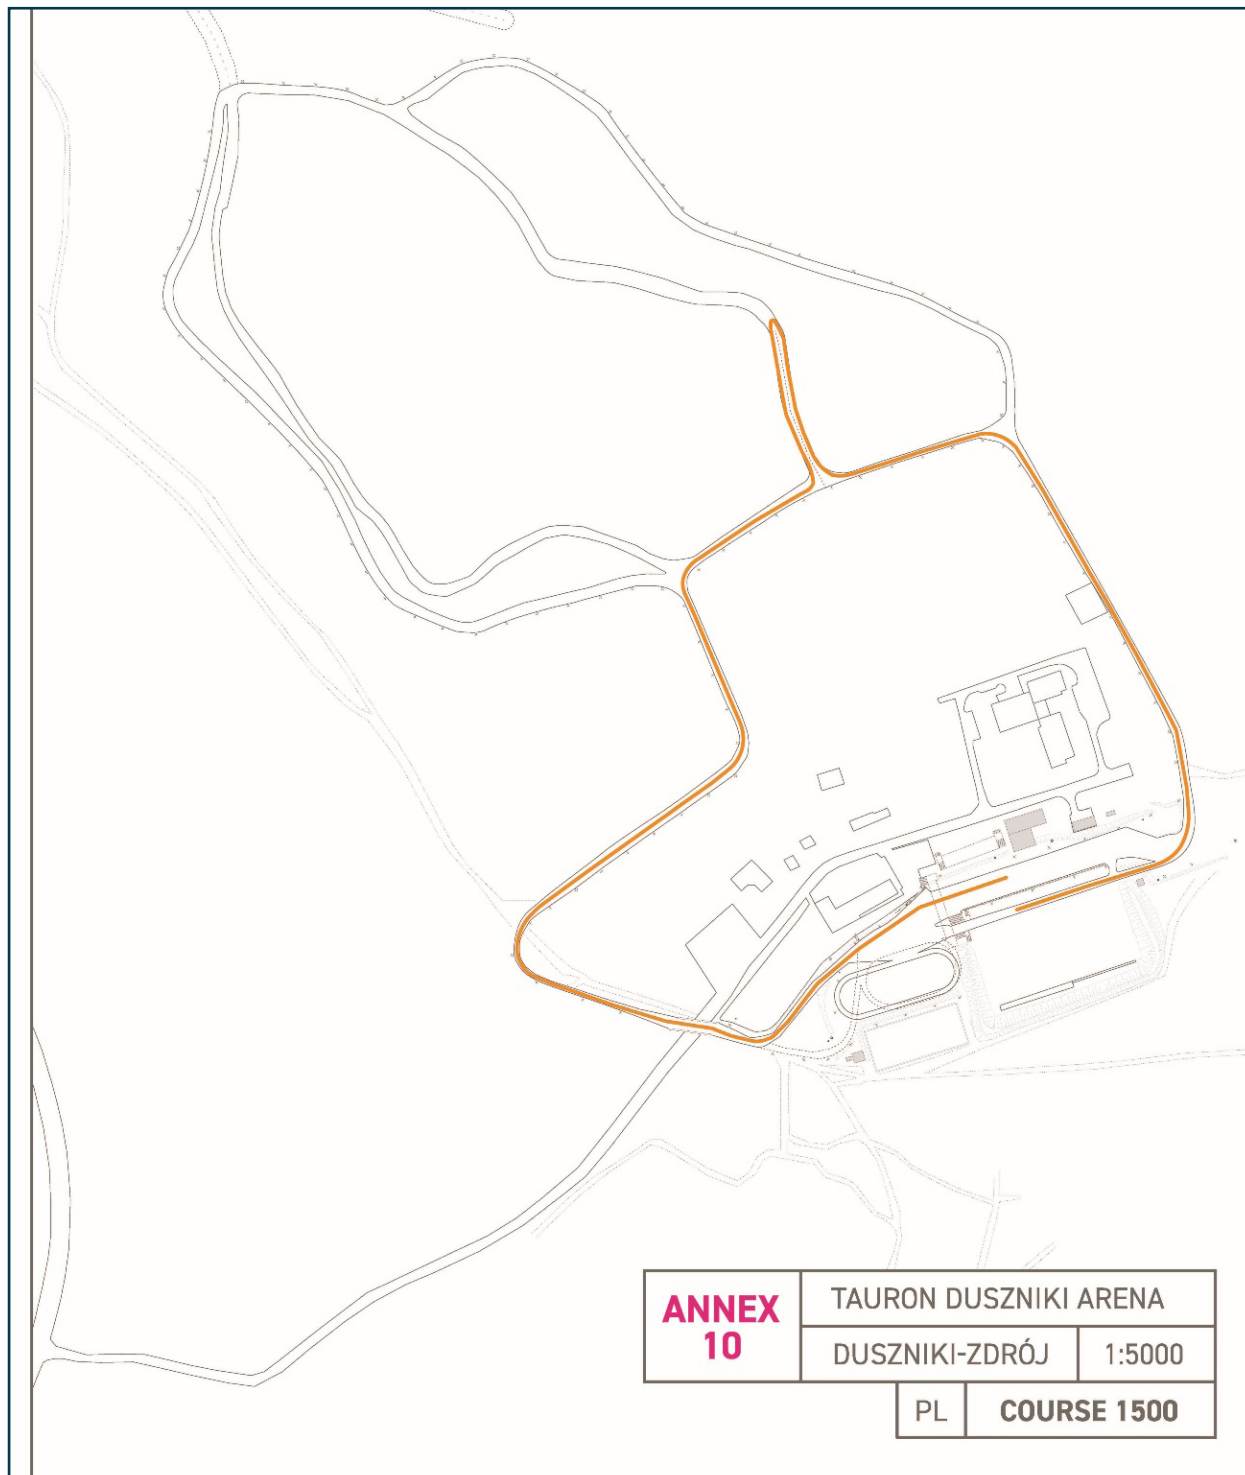 ANNEX
10
TAURON DUSZNIKI ARENA
DUSZNIKI-ZDRÓJ
1:5000
PL
COURSE 1500